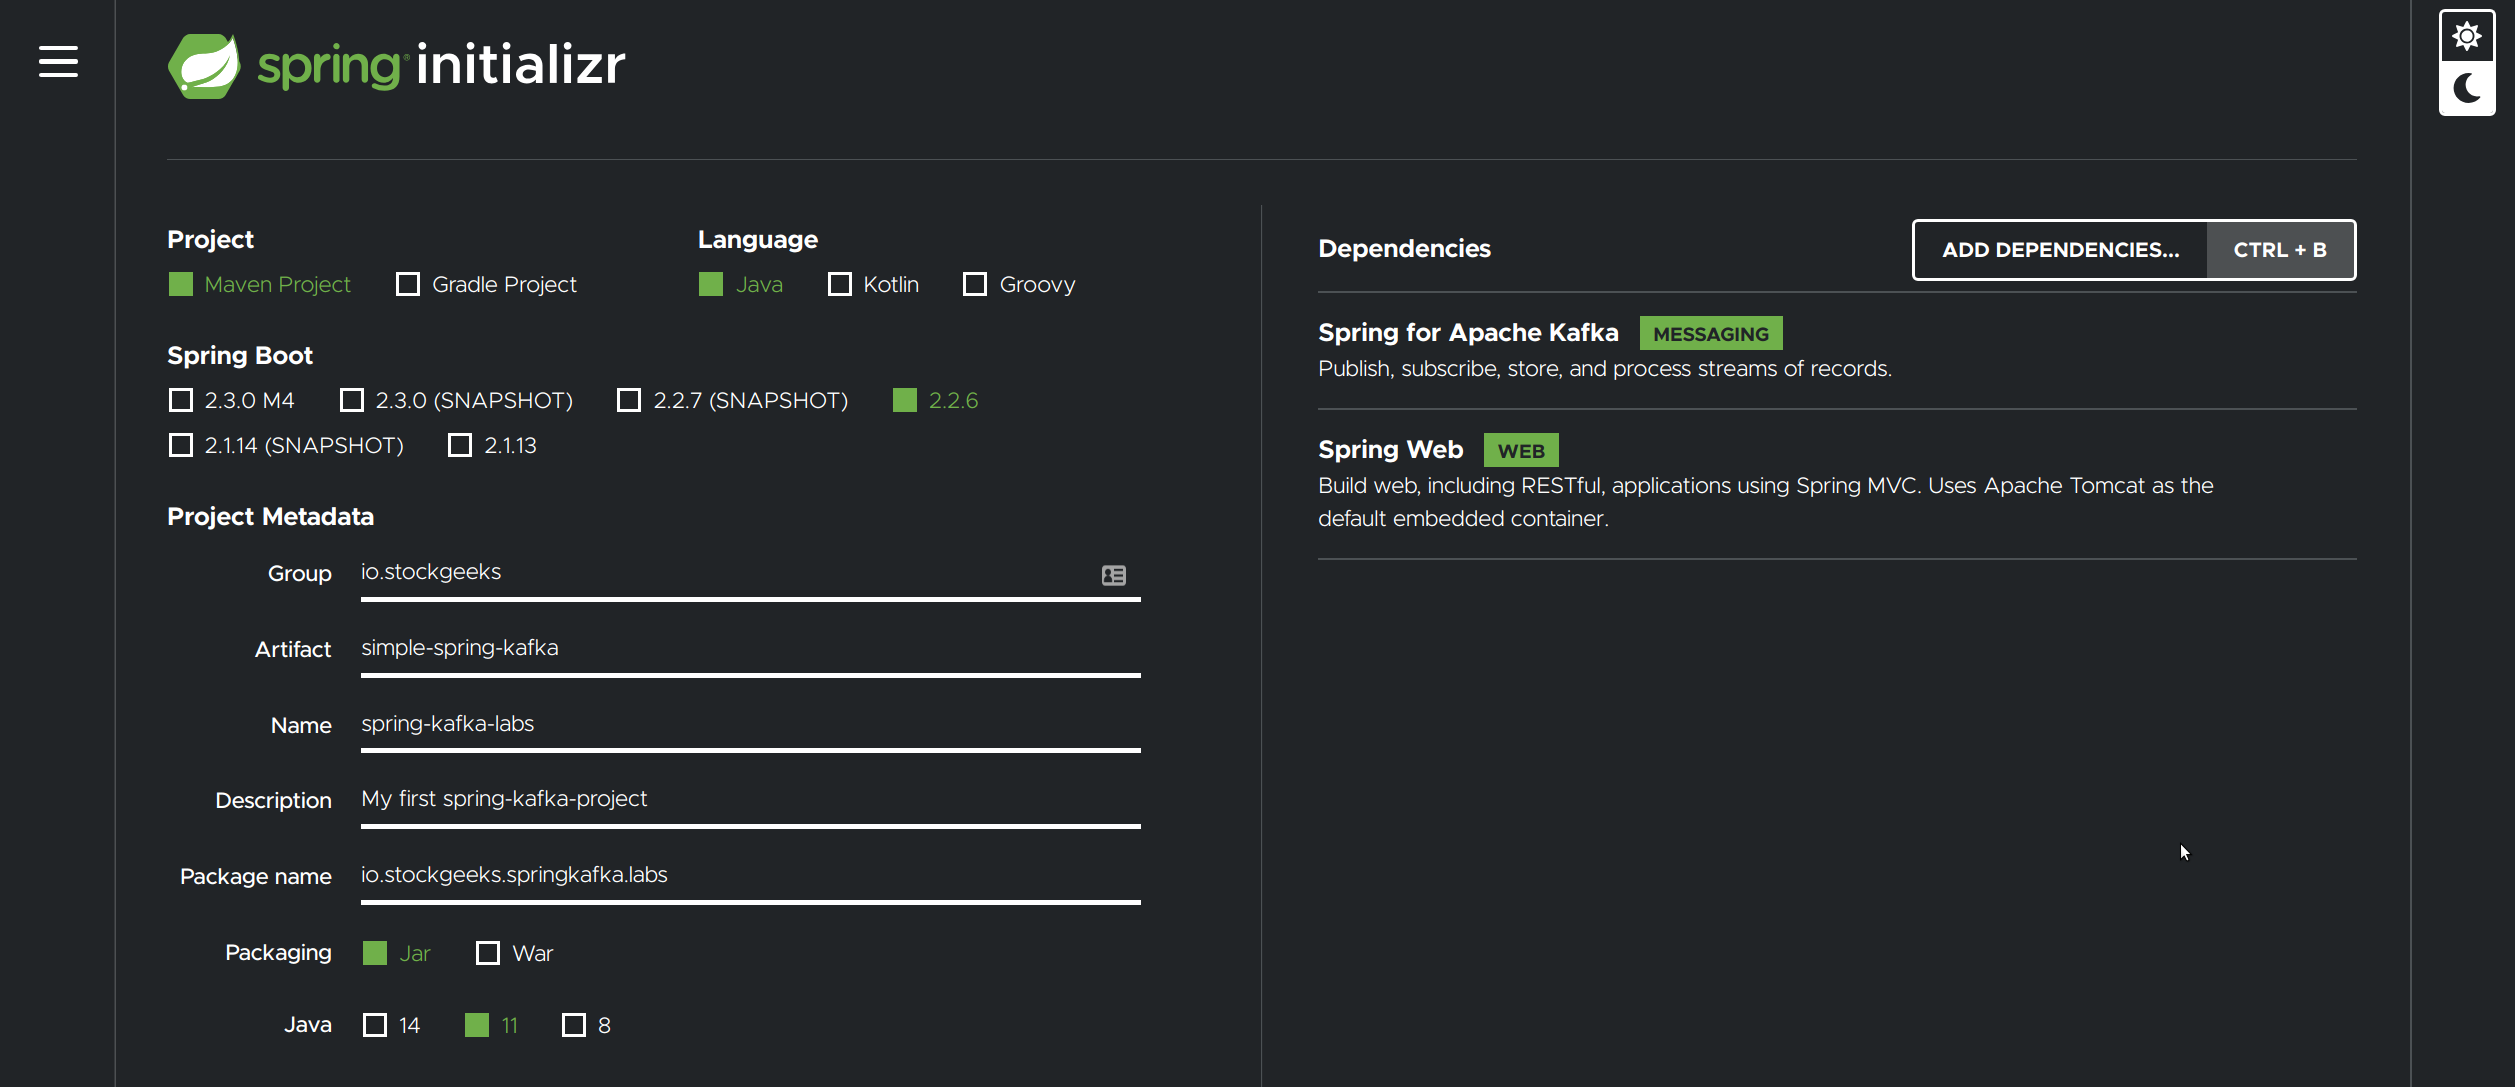 spring initializr
Project
Maven Project Gradle Project
Language
Java Kotlin Groovy
Spring Boot
2.3.0 M4 2.3.0 (SNAPSHOT) 2.2.7 (SNAPSHOT) 2.2.6
2.1.14 (SNAPSHOT) 2.1.13
Project Metadata
Group io.stockgeeks
Artifact simple-spring-kafka
Name spring-kafka-labs
Description My first spring-kafka-project
Package name io.stockgeeks.springkafka.labs
Packaging Jar War
Java 14 11 8
Dependencies
ADD DEPENDENCIES... CTRL + B
Spring for Apache Kafka MESSAGING
Publish, subscribe, store, and process streams of records.
Spring Web WEB
Build web, including RESTful, applications using Spring MVC. Uses Apache Tomcat as the
default embedded container.